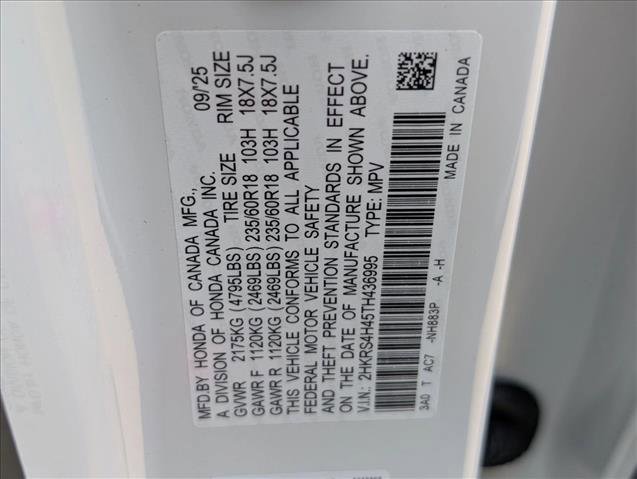 MFD.BY HONDA OF CANADA MFG., 09/'25
A DIVISION OF HONDA CANADA INC.
GVWR 2175KG (4795LBS) TIRE SIZE RIM SIZE
GAWR F 1120KG (2469LBS) 235/60R18 103H 18X7.5J
GAWR R 1120KG (2469LBS) 235/60R18 103H 18X7.5J
THIS VEHICLE CONFORMS TO ALL APPLICABLE
FEDERAL MOTOR VEHICLE SAFETY
AND THEFT PREVENTION STANDARDS IN EFFECT
ON THE DATE OF MANUFACTURE SHOWN ABOVE.
V.I.N.: 2HKRS4H45TH436995 TYPE: MPV
3A0 T AC7 -NH883P -A -H MADE IN CANADA